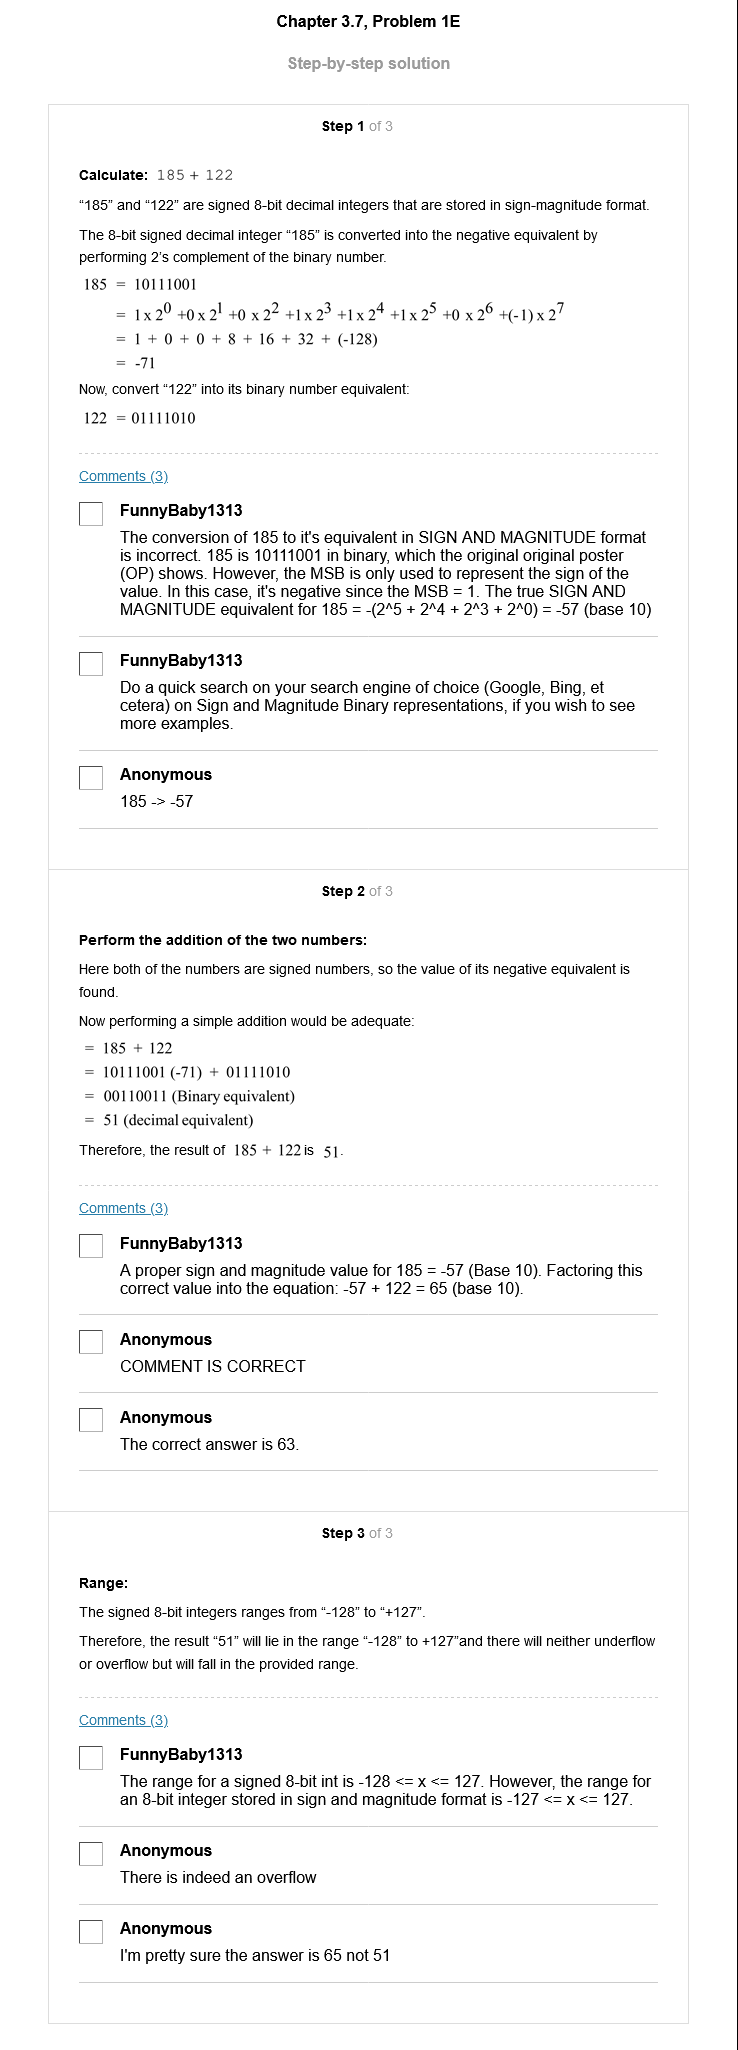 Chapter 3.7, Problem 1E
Step-by-step solution
Step 1 of 3
Calculate: 185 + 122
“185” and “122” are signed 8-bit decimal integers that are stored in sign-magnitude format.
The 8-bit signed decimal integer “185” is converted into the negative equivalent by
performing 2’s complement of the binary number.
185 = 10111001
= 1 x 2^0 +0 x 2^1 +0 x 2^2 +1 x 2^3 +1 x 2^4 +1 x 2^5 +0 x 2^6 +(-1) x 2^7
= 1 + 0 + 0 + 8 + 16 + 32 + (-128)
= -71
Now, convert “122” into its binary number equivalent:
122 = 01111010
Comments (3)
FunnyBaby1313
The conversion of 185 to it's equivalent in SIGN AND MAGNITUDE format
is incorrect. 185 is 10111001 in binary, which the original original poster
(OP) shows. However, the MSB is only used to represent the sign of the
value. In this case, it's negative since the MSB = 1. The true SIGN AND
MAGNITUDE equivalent for 185 = -(2^5 + 2^4 + 2^3 + 2^0) = -57 (base 10)
FunnyBaby1313
Do a quick search on your search engine of choice (Google, Bing, et
cetera) on Sign and Magnitude Binary representations, if you wish to see
more examples.
Anonymous
185 -> -57
Step 2 of 3
Perform the addition of the two numbers:
Here both of the numbers are signed numbers, so the value of its negative equivalent is
found.
Now performing a simple addition would be adequate:
= 185 + 122
= 10111001 (-71) + 01111010
= 00110011 (Binary equivalent)
= 51 (decimal equivalent)
Therefore, the result of 185 + 122 is 51.
Comments (3)
FunnyBaby1313
A proper sign and magnitude value for 185 = -57 (Base 10). Factoring this
correct value into the equation: -57 + 122 = 65 (base 10).
Anonymous
COMMENT IS CORRECT
Anonymous
The correct answer is 63.
Step 3 of 3
Range:
The signed 8-bit integers ranges from “-128” to “+127”.
Therefore, the result “51” will lie in the range “-128” to +127”and there will neither underflow
or overflow but will fall in the provided range.
Comments (3)
FunnyBaby1313
The range for a signed 8-bit int is -128 <= x <= 127. However, the range for
an 8-bit integer stored in sign and magnitude format is -127 <= x <= 127.
Anonymous
There is indeed an overflow
Anonymous
I'm pretty sure the answer is 65 not 51